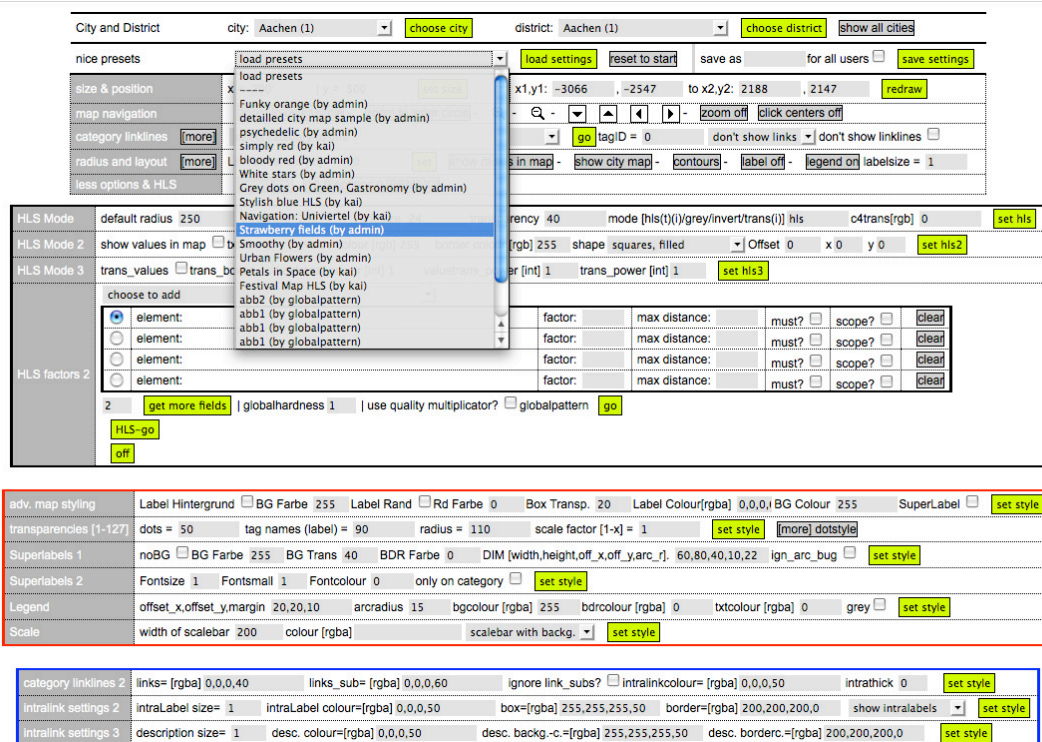 City and District city: Aachen (1) choose city district: Aachen (1) choose district show all cities
nice presets load presets load settings reset to start save as for all users save settings
load presets
----
Funky orange (by admin)
detailled city map sample (by admin)
psychedelic (by admin)
simply red (by kai)
bloody red (by admin)
White stars (by admin)
Grey dots on Green, Gastronomy (by admin)
Stylish blue HLS (by kai)
Navigation: Univiertel (by kai)
Strawberry fields (by admin)
Smoothy (by admin)
Urban Flowers (by admin)
Petals in Space (by kai)
Festival Map HLS (by kai)
abb2 (by globalpattern)
abb1 (by globalpattern)
abb1 (by globalpattern)
abb1 (by globalpattern)
size & position x1,y1: -3066 , -2547 to x2,y2: 2188 , 2147 redraw
map navigation - - zoom off click centers off
category linklines [more] go tagID = 0 don't show links don't show linklines
radius and layout [more] s in map - show city map - contours - label off - legend on labelsize = 1
less options & HLS
HLS Mode default radius 250 rency 40 mode [hls(t)(i)/grey/invert/trans(i)] hls c4trans[rgb] 0 set hls
HLS Mode 2 show values in map [rgb] 255 shape squares, filled Offset 0 x 0 y 0 set hls2
HLS Mode 3 trans_values trans_bo r [int] 1 trans_power [int] 1 set hls3
choose to add
element: factor: max distance: must? scope? clear
element: factor: max distance: must? scope? clear
element: factor: max distance: must? scope? clear
HLS factors 2
element: factor: max distance: must? scope? clear
2 get more fields | globalhardness 1 | use quality multiplicator? globalpattern go
HLS-go
off
adv. map styling Label Hintergrund BG Farbe 255 Label Rand Rd Farbe 0 Box Transp. 20 Label Colour[rgba] 0,0,0,( BG Colour 255 SuperLabel set style
transparencies [1-127] dots = 50 tag names (label) = 90 radius = 110 scale factor [1-x] = 1 set style [more] dotstyle
Superlabels 1 noBG BG Farbe 255 BG Trans 40 BDR Farbe 0 DIM [width,height,off_x,off_y,arc_r]. 60,80,40,10,22 ign_arc_bug set style
Superlabels 2 Fontsize 1 Fontsmall 1 Fontcolour 0 only on category set style
Legend offset_x,offset_y,margin 20,20,10 arcradius 15 bgcolour [rgba] 255 bdrcolour [rgba] 0 txtcolour [rgba] 0 grey set style
Scale width of scalebar 200 colour [rgba] scalebar with backg. set style
category linklines 2 links= [rgba] 0,0,0,40 links_sub= [rgba] 0,0,0,60 ignore link_subs? intralinkcolour= [rgba] 0,0,0,50 intrathick 0 set style
intralink settings 2 intraLabel size= 1 intraLabel colour=[rgba] 0,0,0,50 box=[rgba] 255,255,255,50 border=[rgba] 200,200,200,0 show intralabels set style
intralink settings 3 description size= 1 desc. colour=[rgba] 0,0,0,50 desc. backg.-c.=[rgba] 255,255,255,50 desc. borderc.=[rgba] 200,200,200,0 set style